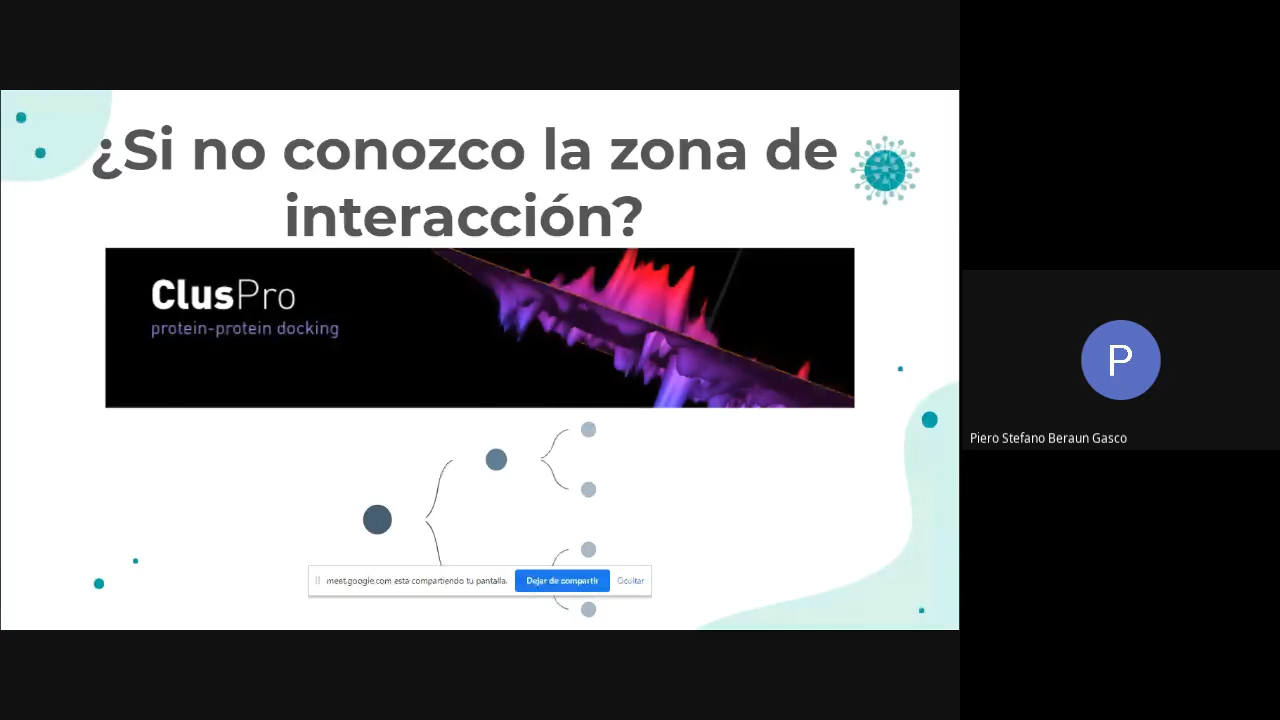 ¿Si no conozco la zona de
interacción?
ClusPro
protein-protein docking
meet.google.com está compartiendo tu pantalla.
Dejar de compartir
Ocultar
P
Piero Stefano Beraun Gasco